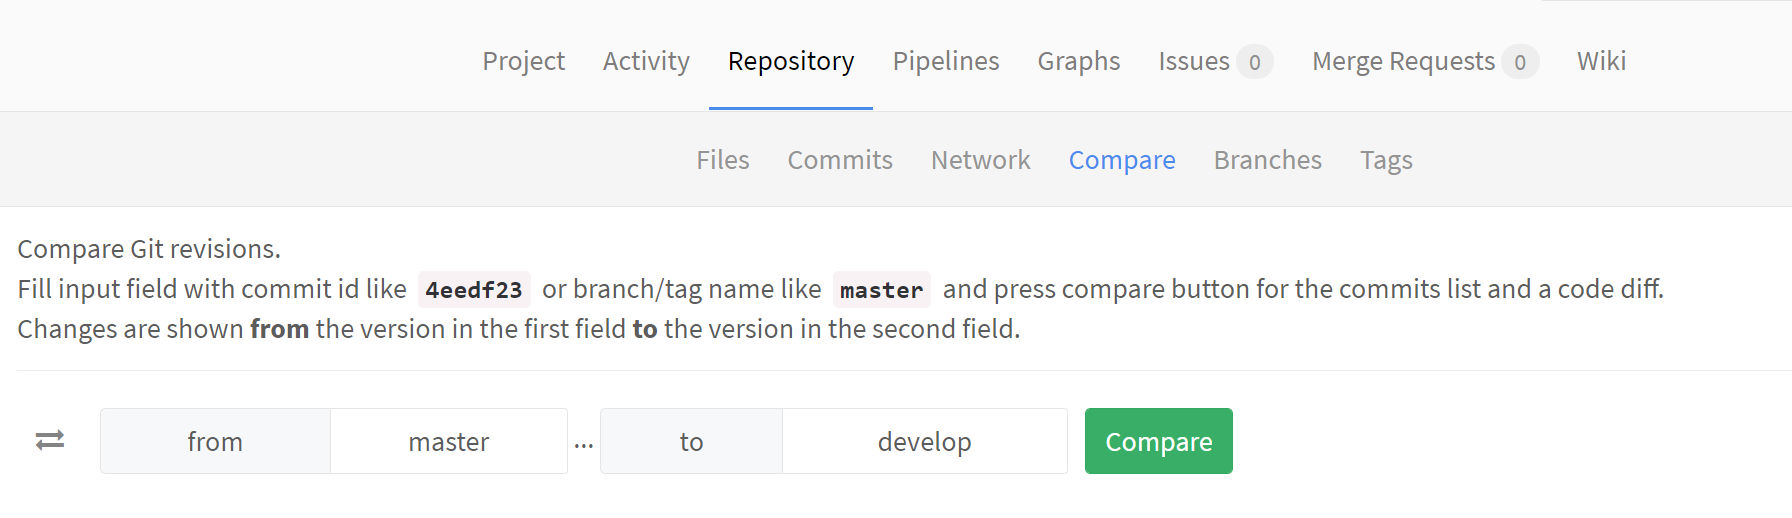 Project Activity Repository Pipelines Graphs Issues 0 Merge Requests 0 Wiki
Files Commits Network Compare Branches Tags
Compare Git revisions.
Fill input field with commit id like 4eedf23 or branch/tag name like master and press compare button for the commits list and a code diff.
Changes are shown from the version in the first field to the version in the second field.
from master ... to develop Compare